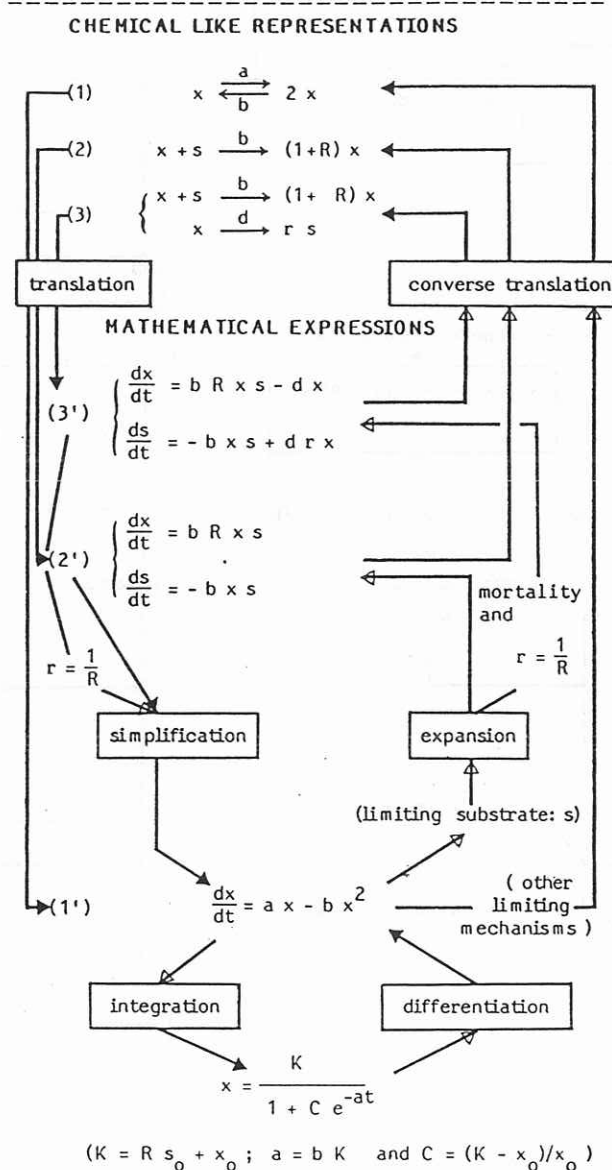 CHEMICAL LIKE REPRESENTATIONS
(1) x a b 2 x
(2) x + s b (1+R) x
x + s b (1+ R) x
(3) x d r s
translation converse translation
MATHEMATICAL EXPRESSIONS
dx/dt = b R x s - d x
(3')
ds/dt = - b x s + d r x
dx/dt = b R x s
(2')
ds/dt = - b x s
mortality
and
r = 1/R r = 1/R
simplification expansion
(limiting substrate: s)
(1') dx/dt = a x - b x²
( other
limiting
mechanisms )
integration differentiation
x = K / 1 + C e^-at
(K = R s₀ + x₀ ; a = b K and C = (K - x₀)/x₀ )